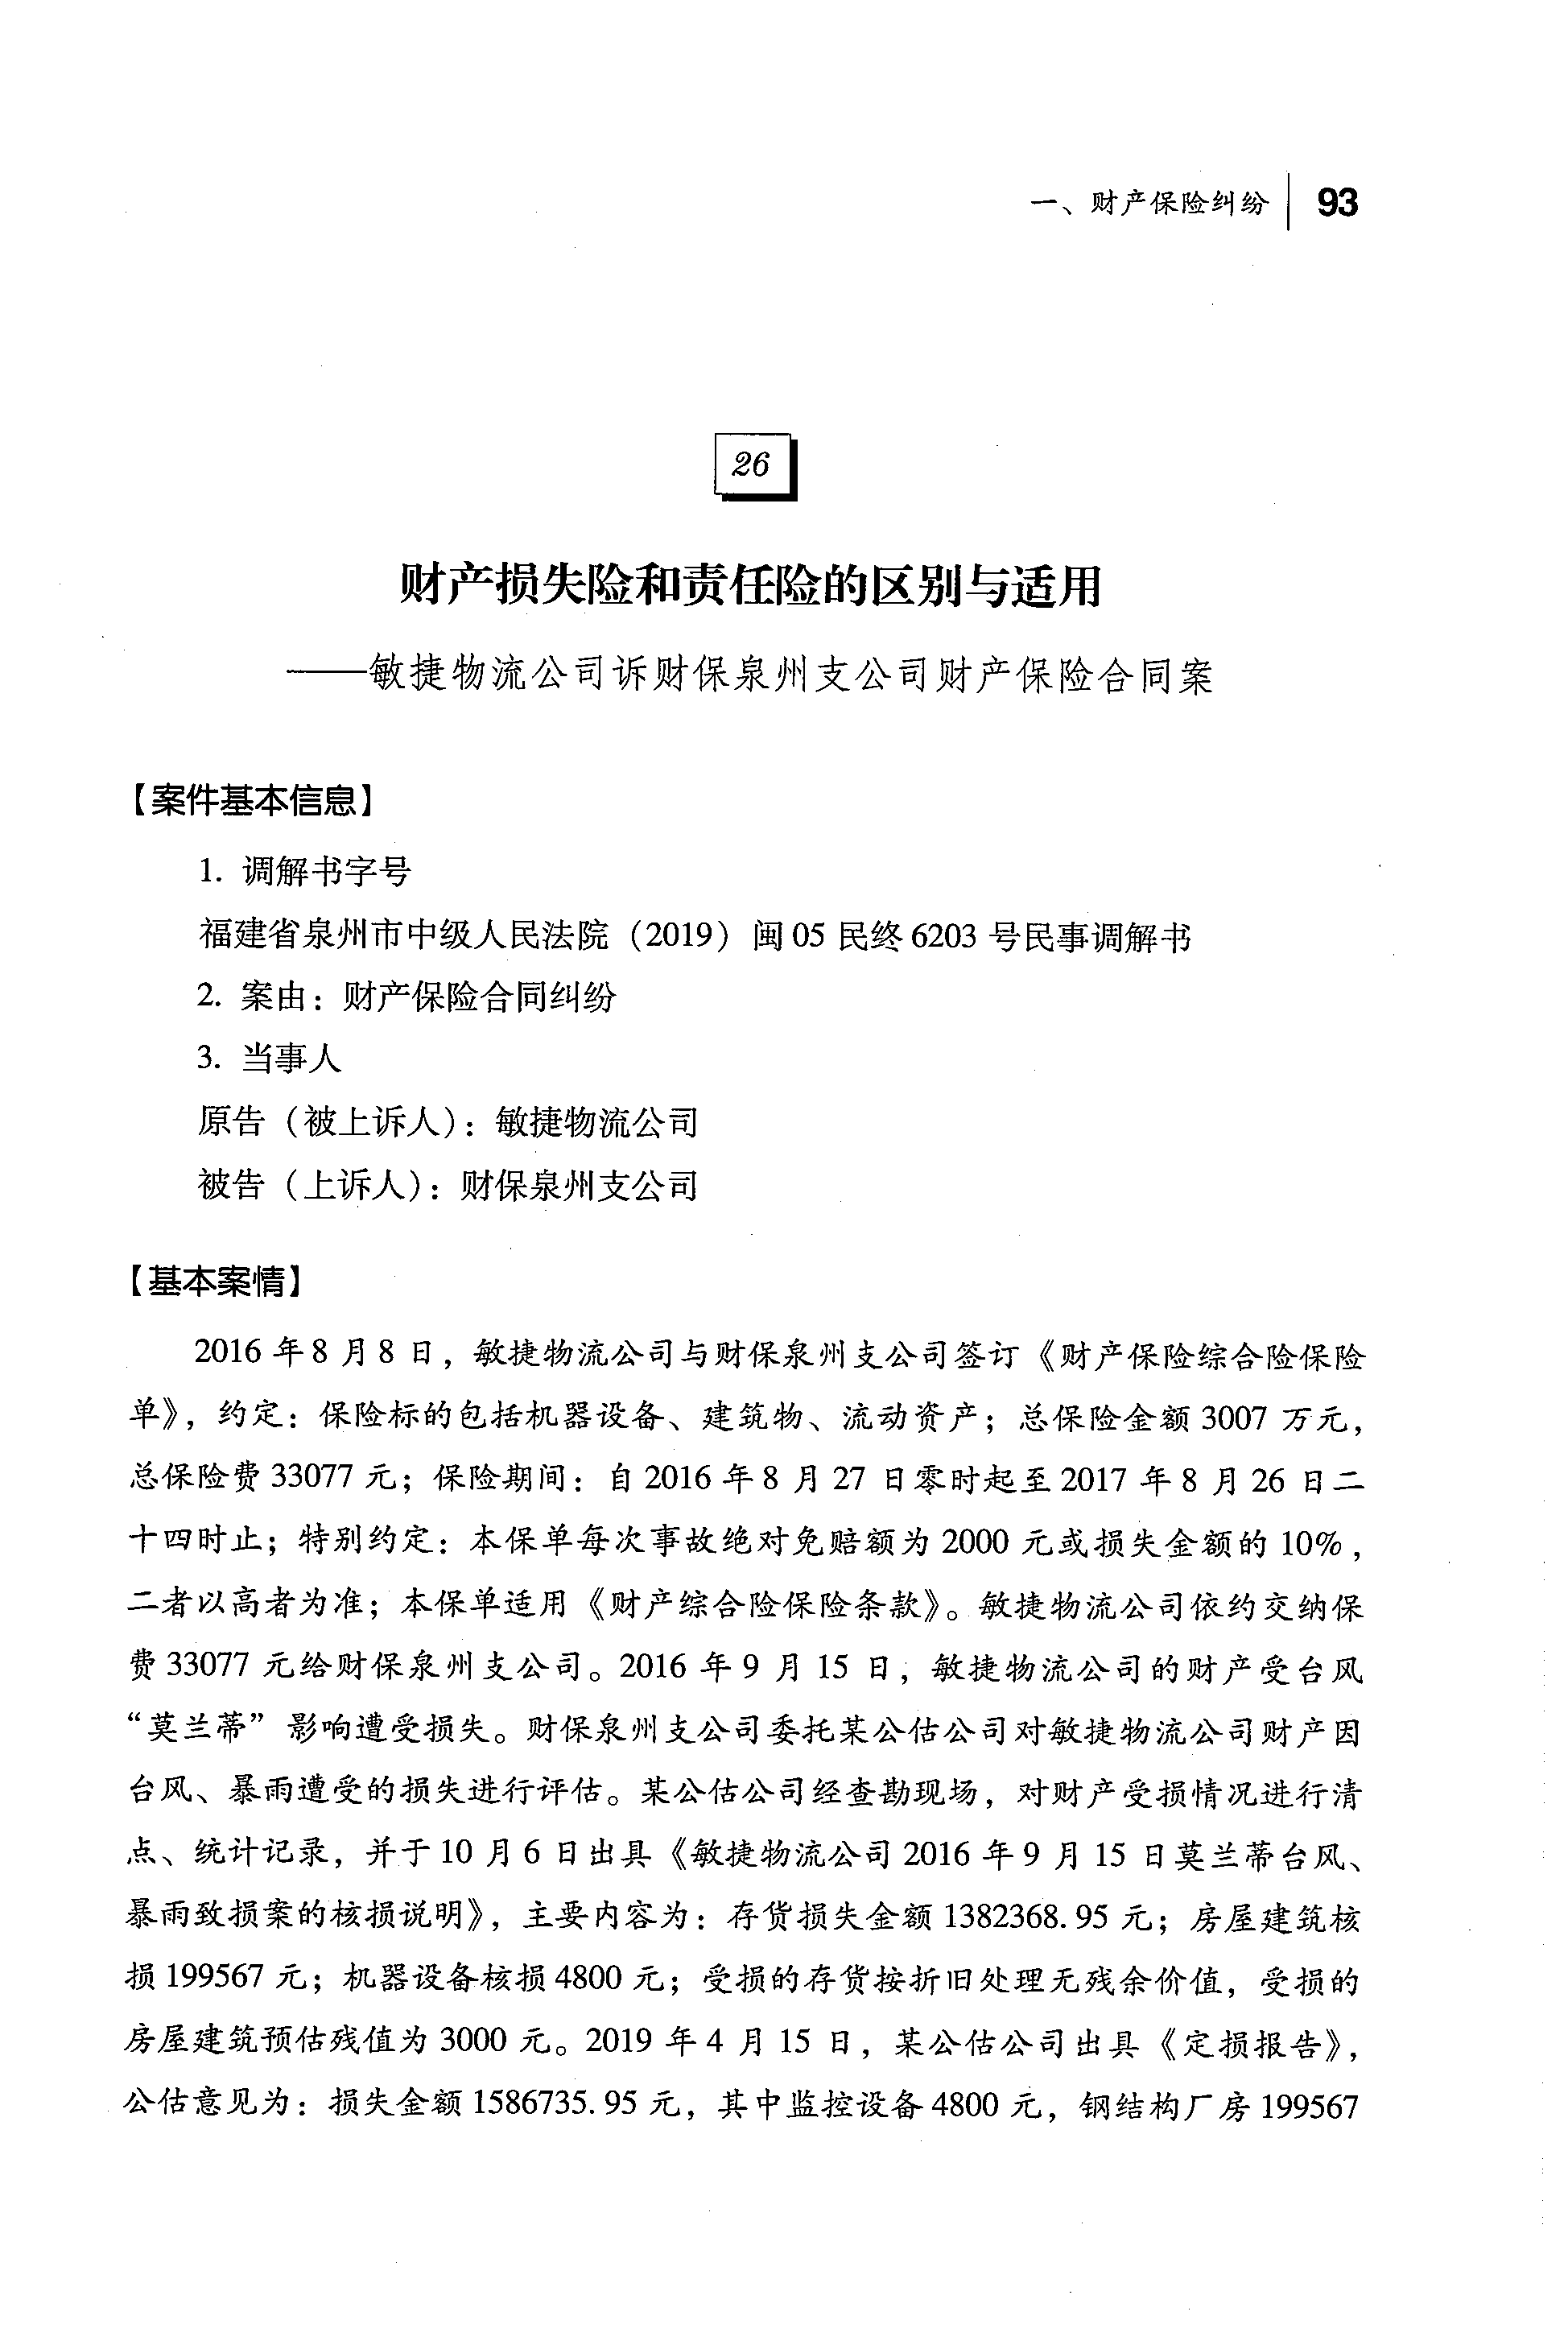 一、财产保险纠纷 93
26
财产损失险和责任险的区别与适用
——敏捷物流公司诉财保泉州支公司财产保险合同案
【案件基本信息】
1. 调解书字号
福建省泉州市中级人民法院（2019）闽05民终6203号民事调解书
2. 案由：财产保险合同纠纷
3. 当事人
原告（被上诉人）：敏捷物流公司
被告（上诉人）：财保泉州支公司
【基本案情】
2016年8月8日，敏捷物流公司与财保泉州支公司签订《财产保险综合险保险
单》，约定：保险标的包括机器设备、建筑物、流动资产；总保险金额3007万元，
总保险费33077元；保险期间：自2016年8月27日零时起至2017年8月26日二
十四时止；特别约定：本保单每次事故绝对免赔额为2000元或损失金额的10%，
二者以高者为准；本保单适用《财产综合险保险条款》。敏捷物流公司依约交纳保
费33077元给财保泉州支公司。2016年9月15日，敏捷物流公司的财产受台风
“莫兰蒂”影响遭受损失。财保泉州支公司委托某公估公司对敏捷物流公司财产因
台风、暴雨遭受的损失进行评估。某公估公司经查勘现场，对财产受损情况进行清
点、统计记录，并于10月6日出具《敏捷物流公司2016年9月15日莫兰蒂台风、
暴雨致损案的核损说明》，主要内容为：存货损失金额1382368.95元；房屋建筑核
损199567元；机器设备核损4800元；受损的存货按折旧处理无残余价值，受损的
房屋建筑预估残值为3000元。2019年4月15日，某公估公司出具《定损报告》，
公估意见为：损失金额1586735.95元，其中监控设备4800元，钢结构厂房199567